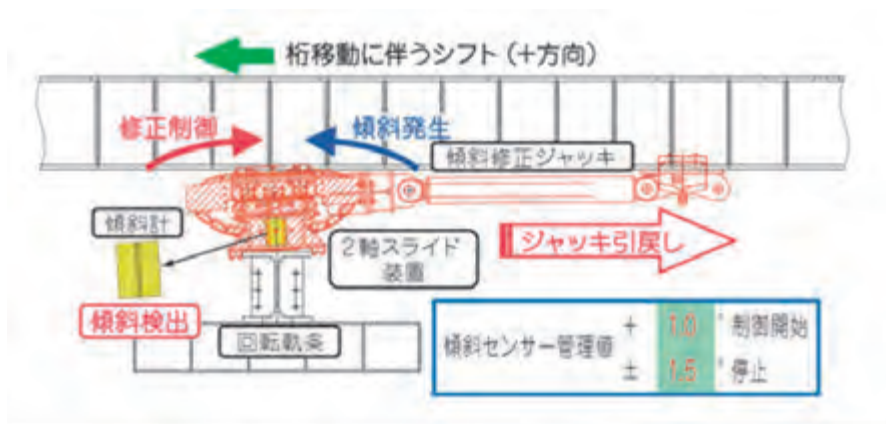 桁移動に伴うシフト（＋方向）
修正制御
傾斜発生
傾斜修正ジャッキ
傾斜計
2軸スライド
装置
ジャッキ引戻し
傾斜検出
回転軌条
傾斜センサー管理値
＋ 1.0 ° 制御開始
± 1.5 ° 停止